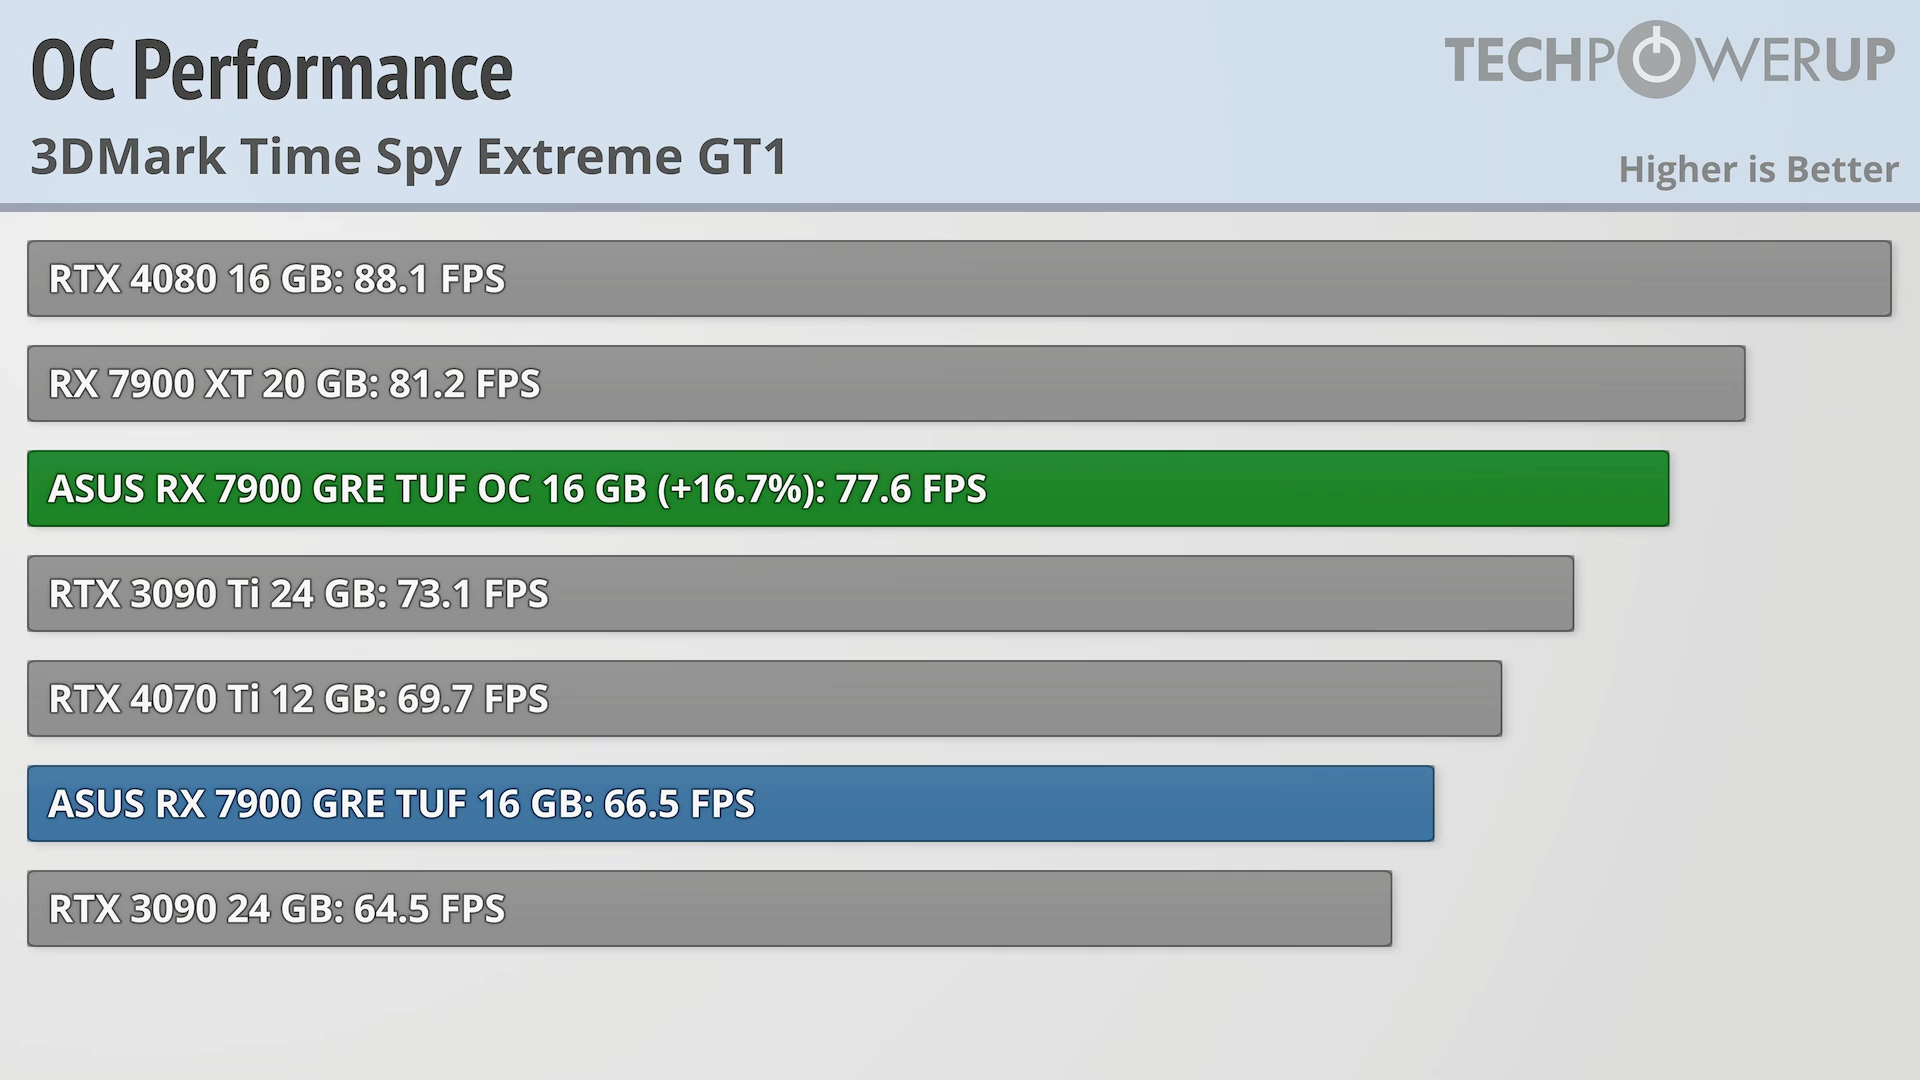 OC Performance
TECHPOWERUP
3DMark Time Spy Extreme GT1
Higher is Better
RTX 4080 16 GB: 88.1 FPS
RX 7900 XT 20 GB: 81.2 FPS
ASUS RX 7900 GRE TUF OC 16 GB (+16.7%): 77.6 FPS
RTX 3090 Ti 24 GB: 73.1 FPS
RTX 4070 Ti 12 GB: 69.7 FPS
ASUS RX 7900 GRE TUF 16 GB: 66.5 FPS
RTX 3090 24 GB: 64.5 FPS